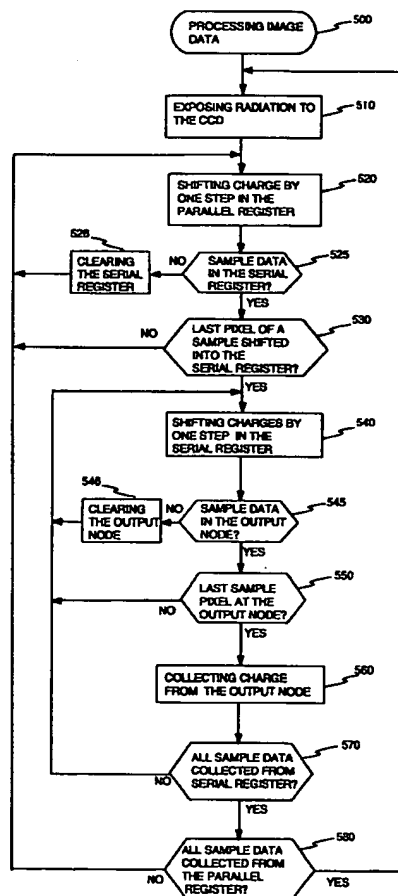 PROCESSING IMAGE
DATA
500
EXPOSING RADIATION TO
THE CCD
510
SHIFTING CHARGE BY
ONE STEP IN THE
PARALLEL REGISTER
520
526
CLEARING
THE SERIAL
REGISTER
NO
SAMPLE DATA
IN THE SERIAL
REGISTER?
525
YES
NO
LAST PIXEL OF A
SAMPLE SHIFTED
INTO THE
SERIAL REGISTER?
530
YES
SHIFTING CHARGES BY
ONE STEP IN THE
SERIAL REGISTER
540
546
CLEARING
THE OUTPUT
NODE
NO
SAMPLE DATA
IN THE OUTPUT
NODE?
545
YES
LAST SAMPLE
PIXEL AT THE
OUTPUT NODE?
550
NO
YES
COLLECTING CHARGE
FROM THE OUTPUT NODE
560
ALL SAMPLE DATA
COLLECTED FROM
SERIAL REGISTER?
570
NO
YES
ALL SAMPLE DATA
COLLECTED FROM
THE PARALLEL
REGISTER?
580
NO
YES